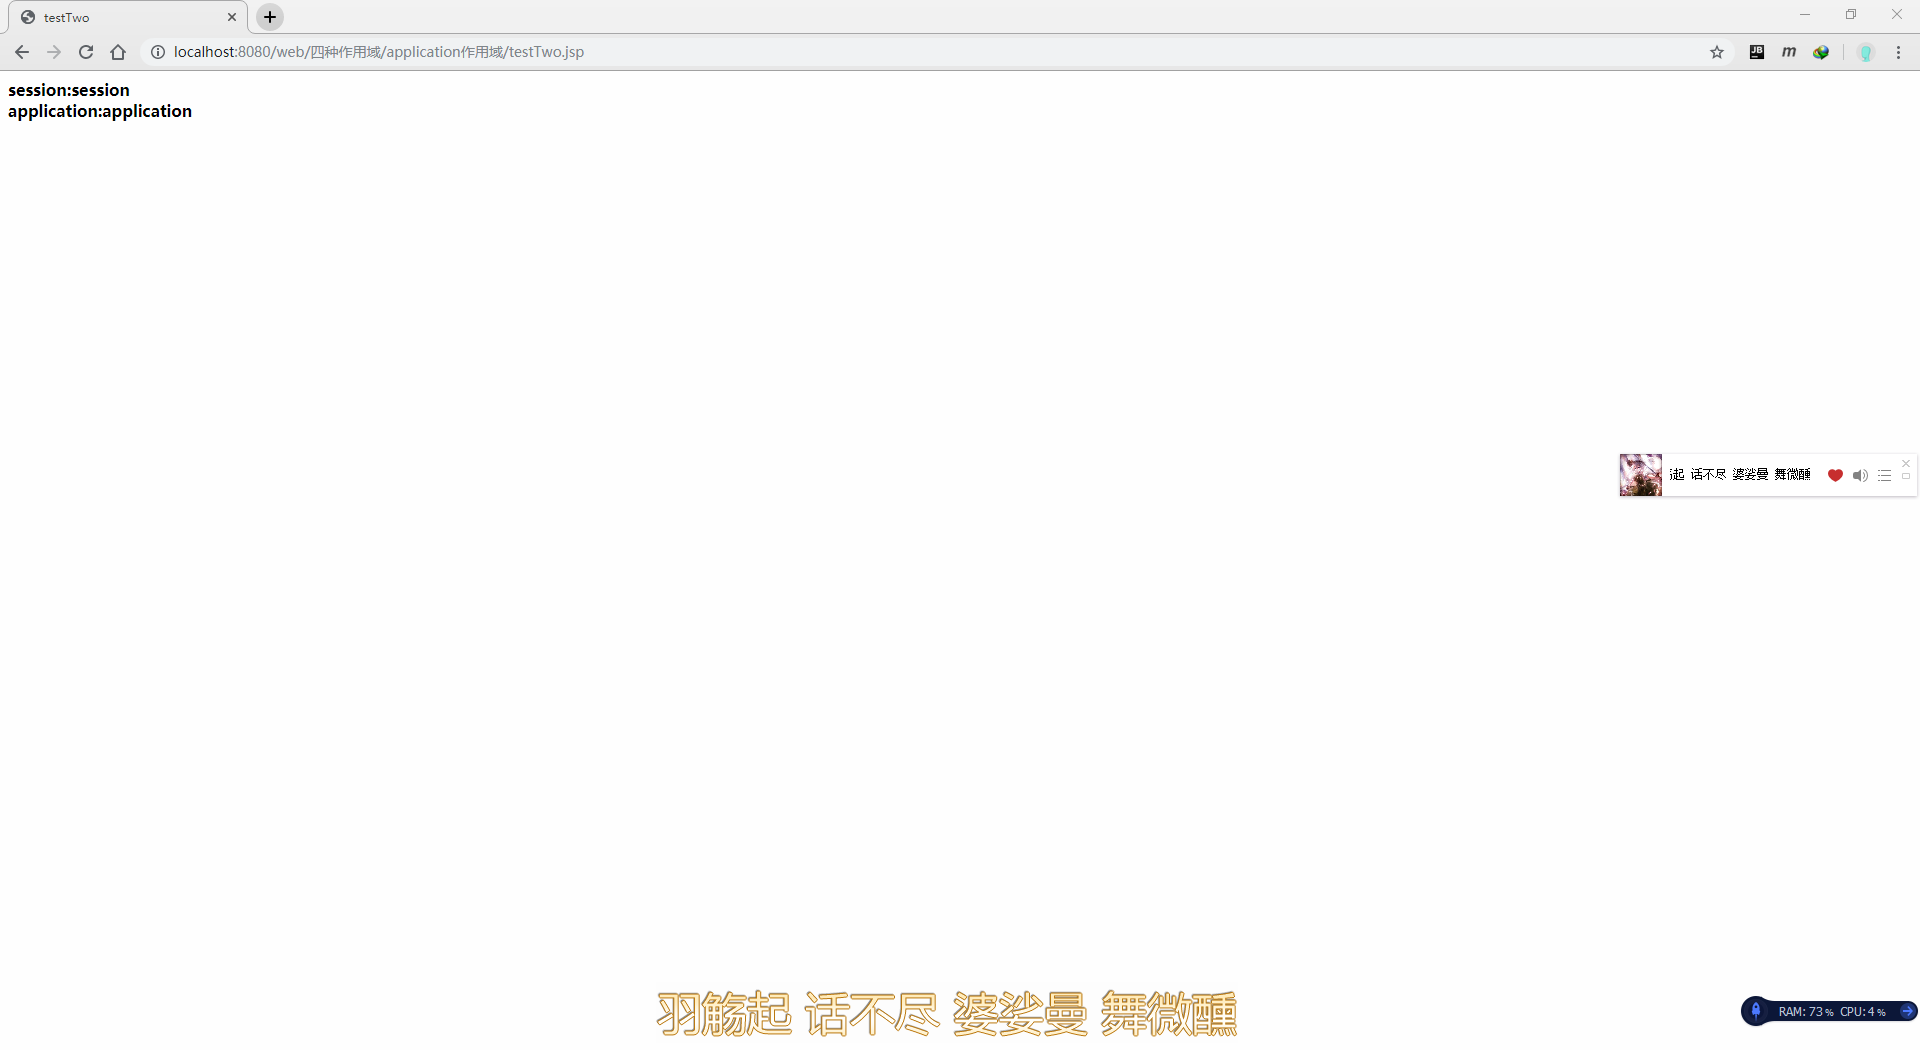 testTwo
localhost:8080/web/四种作用域/application作用域/testTwo.jsp
JB
m
session:session
application:application
起 话不尽 婆娑曼 舞微醺
羽觞起 话不尽 婆娑曼 舞微醺
RAM: 73% CPU: 4%